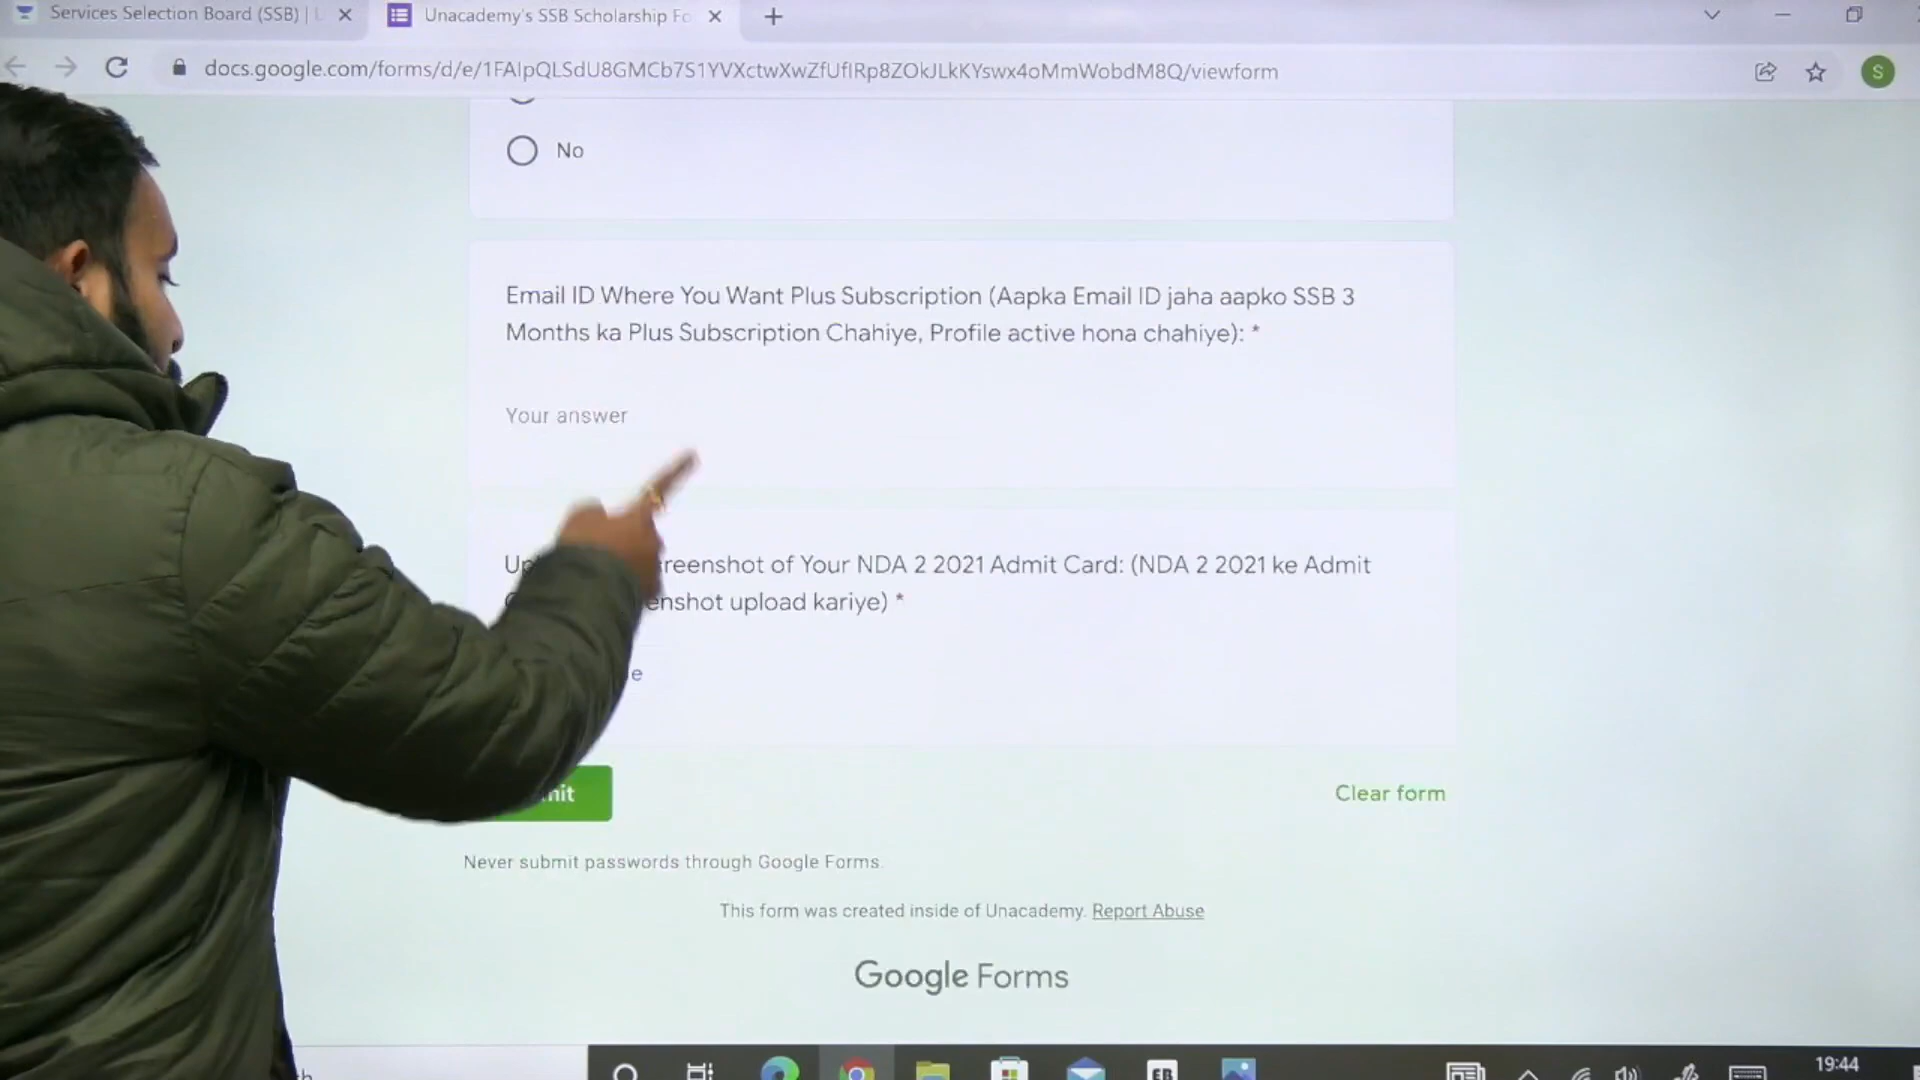 Services Selection Board (SSB) |
Unacademy's SSB Scholarship Fo
docs.google.com/forms/d/e/1FAIpQLSdU8GMCb7S1YVXctwXwZfUfIRp8ZOkJLkKYswx4oMmWobdM8Q/viewform
S
No
Email ID Where You Want Plus Subscription (Aapka Email ID jaha aapko SSB 3
Months ka Plus Subscription Chahiye, Profile active hona chahiye): *
Your answer
of Your NDA 2 2021 Admit Card: (NDA 2 2021 ke Admit
upload kariye) *
Clear form
Never submit passwords through Google Forms.
This form was created inside of Unacademy. Report Abuse
Google Forms
EB
19:44